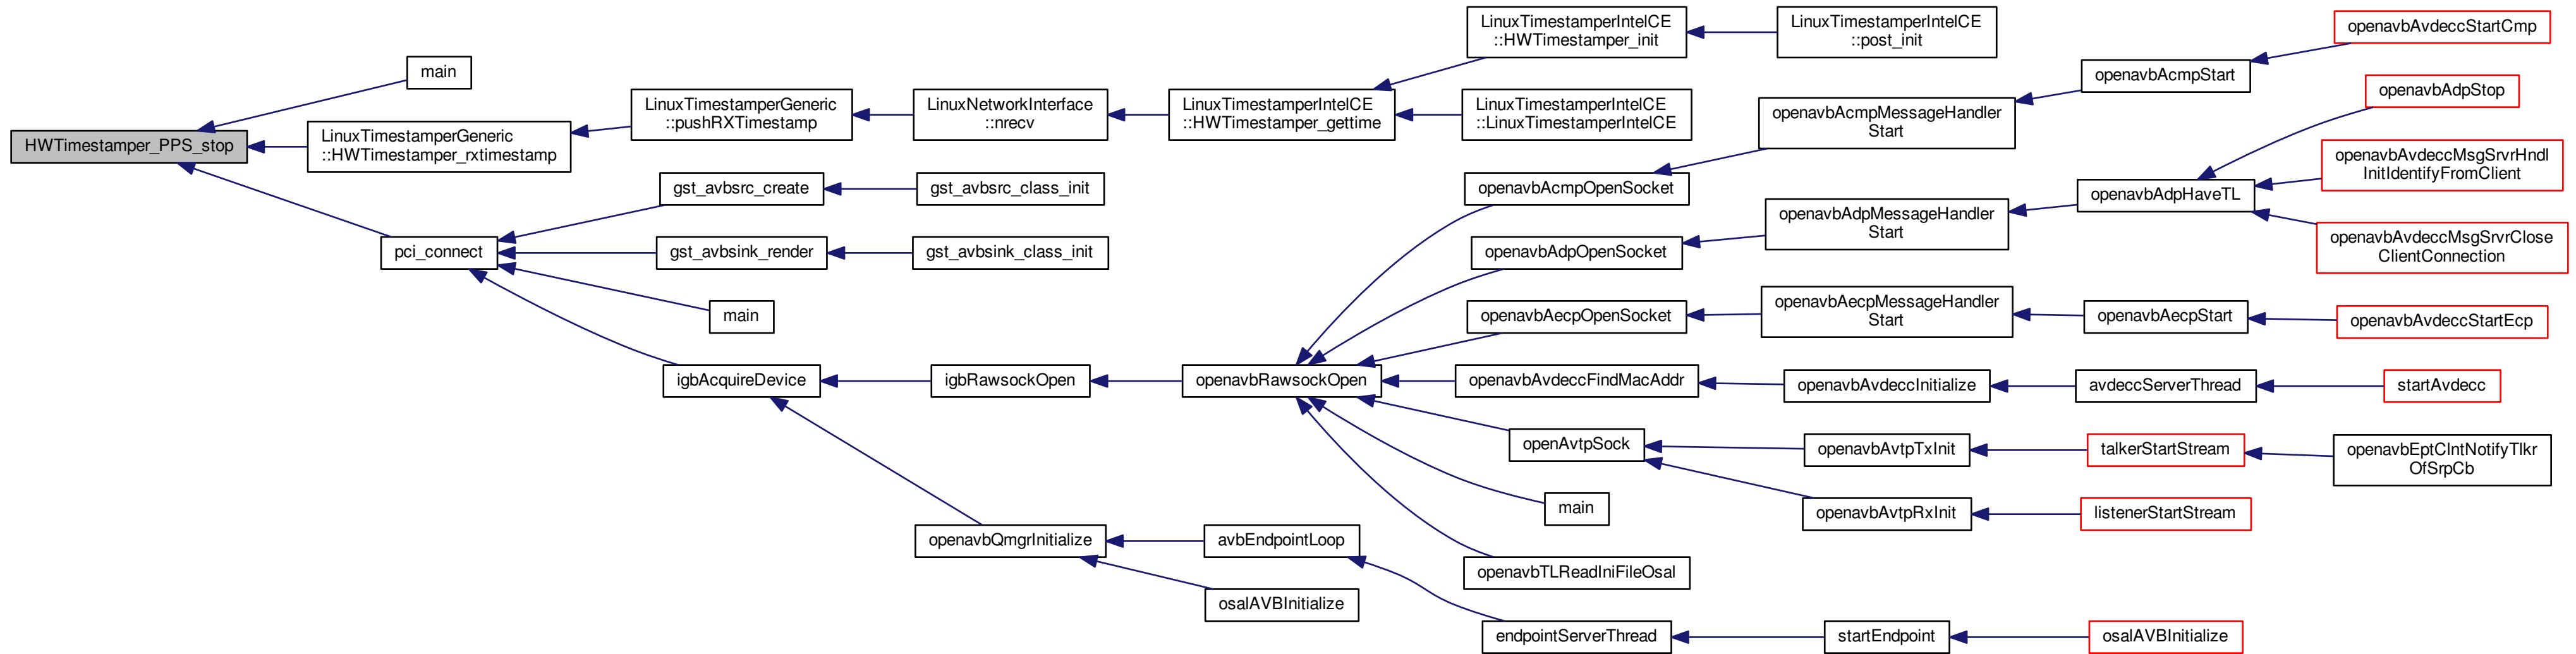 HWTimestamper_PPS_stop
main
LinuxTimestamperGeneric
::HWTimestamper_rxtimestamp
pci_connect
LinuxTimestamperGeneric
::pushRXTimestamp
LinuxNetworkInterface
::nrecv
LinuxTimestamperIntelCE
::HWTimestamper_gettime
LinuxTimestamperIntelCE
::HWTimestamper_init
LinuxTimestamperIntelCE
::post_init
LinuxTimestamperIntelCE
::LinuxTimestamperIntelCE
gst_avbsrc_create
gst_avbsrc_class_init
gst_avbsink_render
gst_avbsink_class_init
main
igbAcquireDevice
igbRawsockOpen
openavbRawsockOpen
openavbAcmpOpenSocket
openavbAcmpMessageHandler
Start
openavbAcmpStart
openavbAvdeccStartCmp
openavbAdpOpenSocket
openavbAdpMessageHandler
Start
openavbAdpHaveTL
openavbAdpStop
openavbAvdeccMsgSrvrHndl
InitIdentifyFromClient
openavbAvdeccMsgSrvrClose
ClientConnection
openavbAecpOpenSocket
openavbAecpMessageHandler
Start
openavbAecpStart
openavbAvdeccStartEcp
openavbAvdeccFindMacAddr
openavbAvdeccInitialize
avdeccServerThread
startAvdecc
openAvtpSock
openavbAvtpTxInit
talkerStartStream
openavbEptClntNotifyTlkr
OfSrpCb
openavbAvtpRxInit
listenerStartStream
main
openavbTLReadIniFileOsal
openavbQmgrInitialize
avbEndpointLoop
osalAVBInitialize
endpointServerThread
startEndpoint
osalAVBInitialize